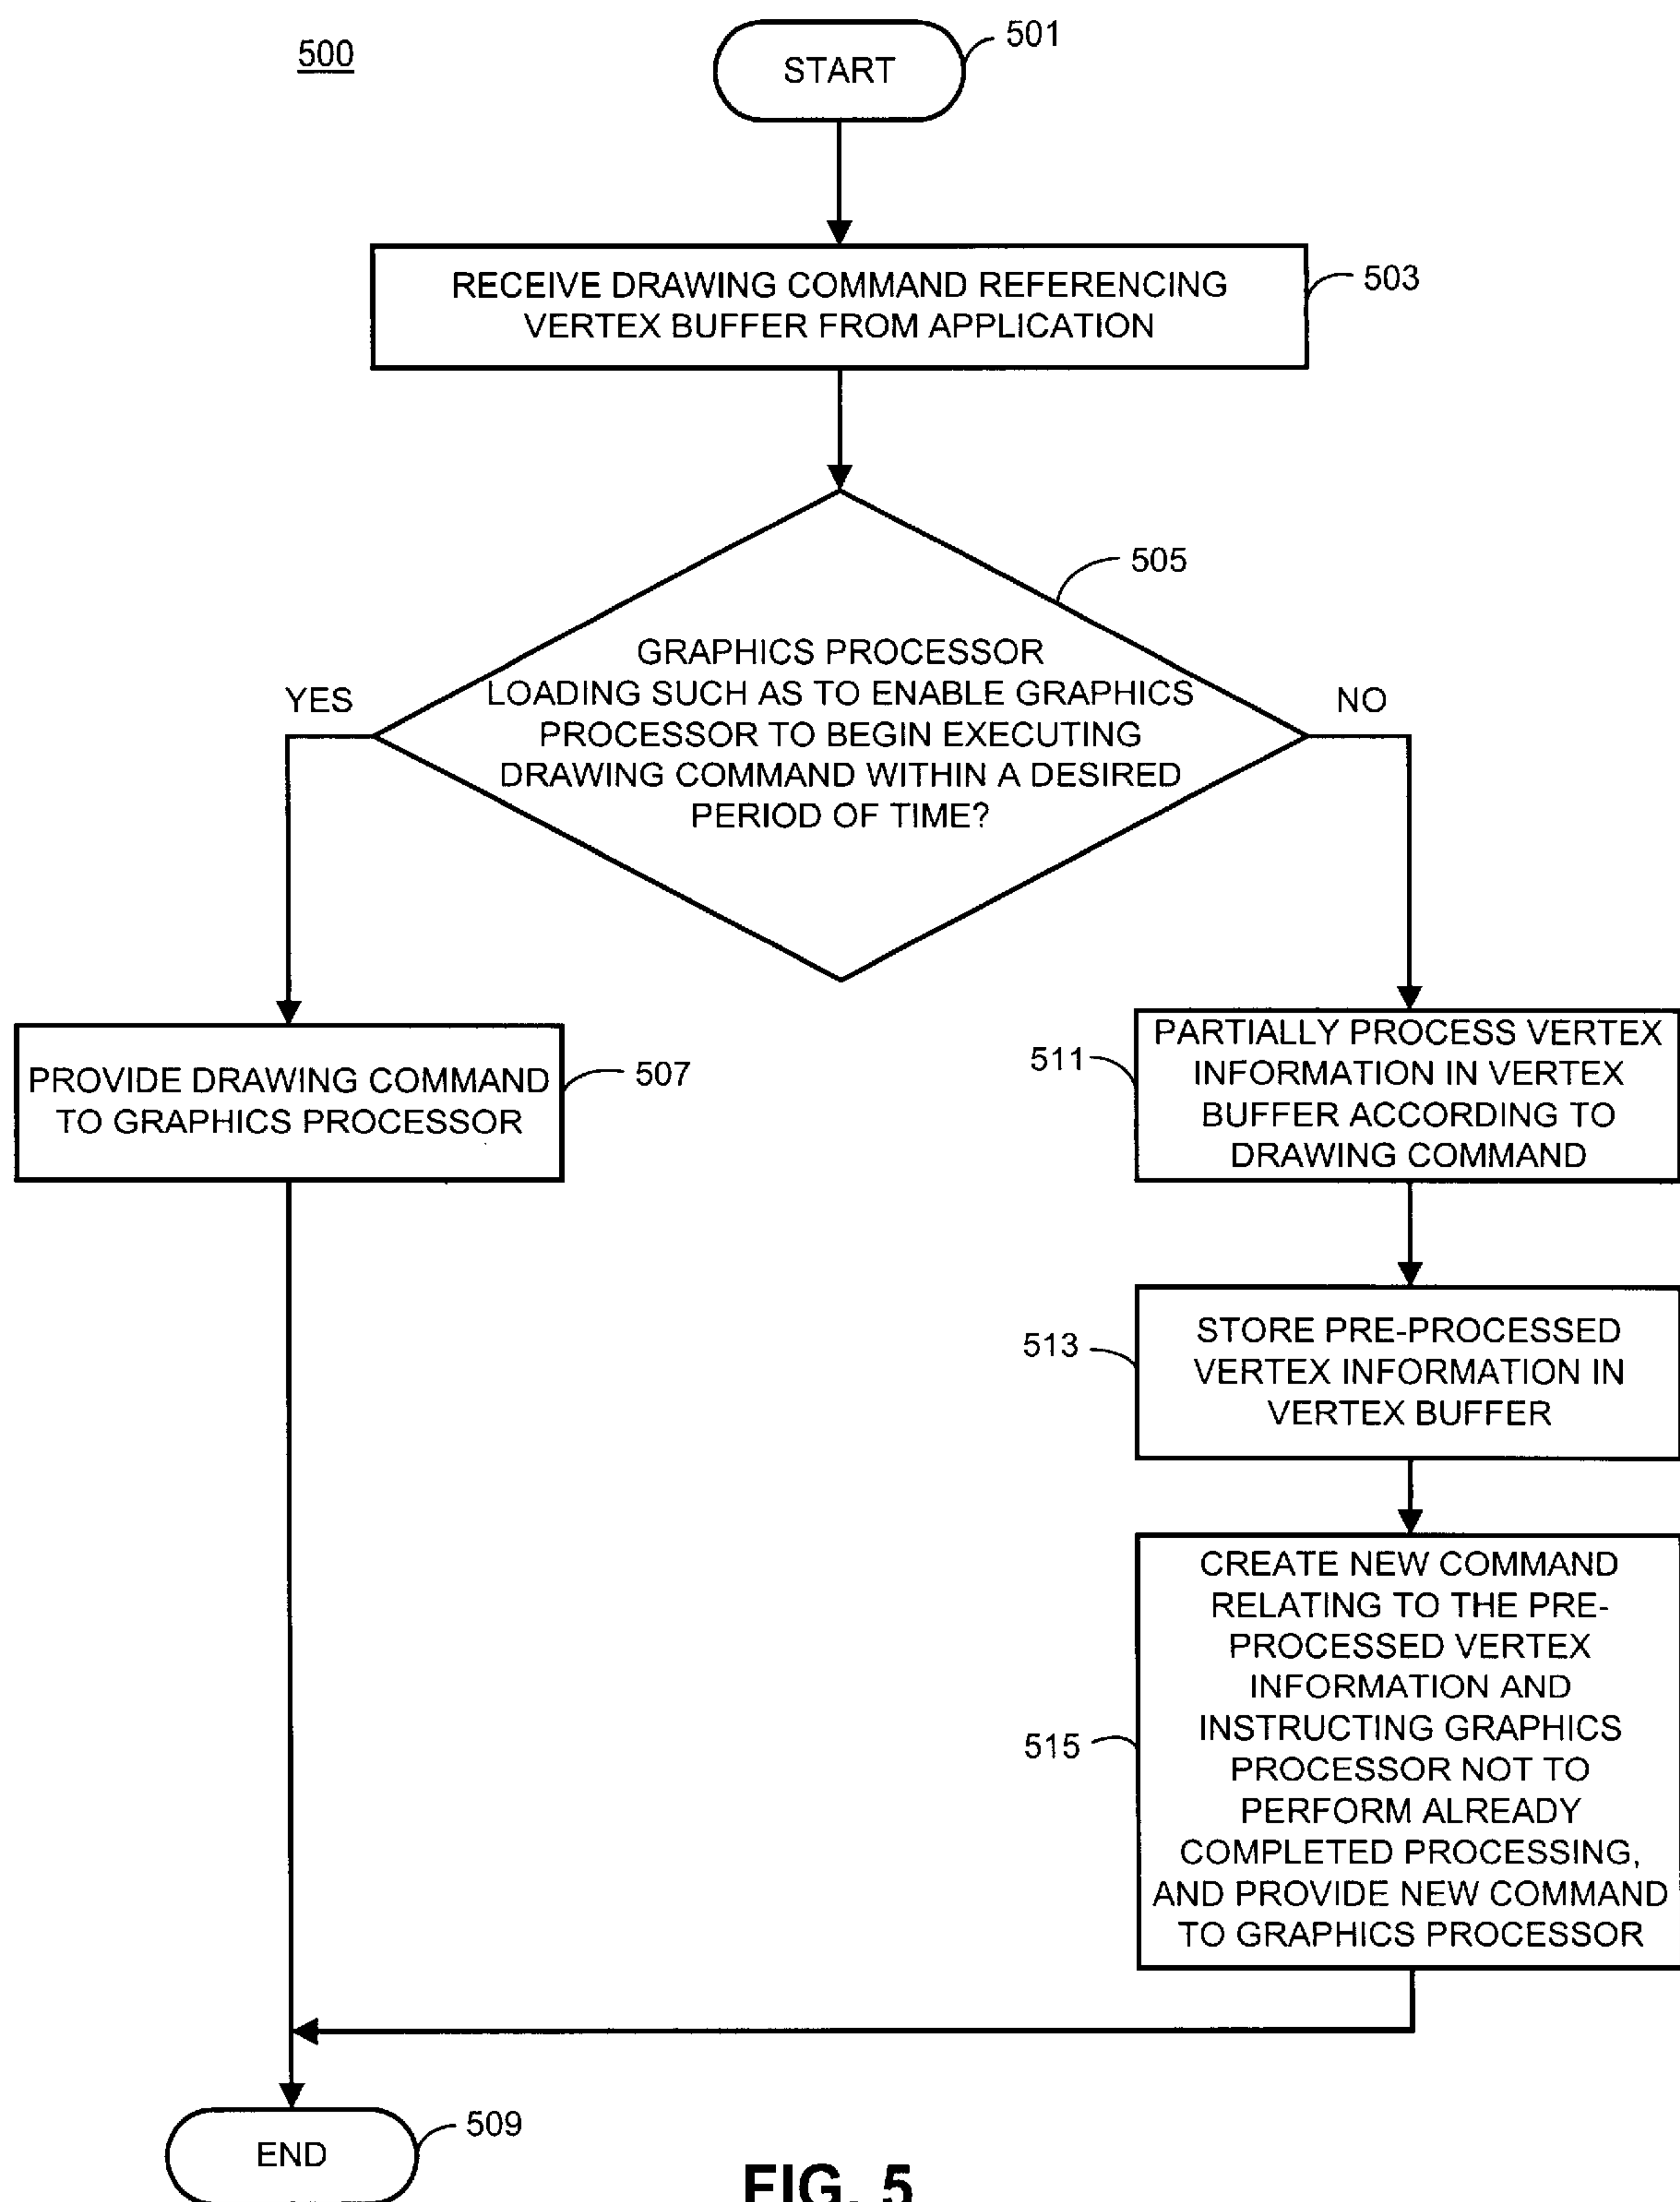 500
START
501
RECEIVE DRAWING COMMAND REFERENCING
VERTEX BUFFER FROM APPLICATION
503
505
GRAPHICS PROCESSOR
LOADING SUCH AS TO ENABLE GRAPHICS
PROCESSOR TO BEGIN EXECUTING
DRAWING COMMAND WITHIN A DESIRED
PERIOD OF TIME?
YES
NO
PROVIDE DRAWING COMMAND
TO GRAPHICS PROCESSOR
507
511
PARTIALLY PROCESS VERTEX
INFORMATION IN VERTEX
BUFFER ACCORDING TO
DRAWING COMMAND
513
STORE PRE-PROCESSED
VERTEX INFORMATION IN
VERTEX BUFFER
515
CREATE NEW COMMAND
RELATING TO THE PRE-
PROCESSED VERTEX
INFORMATION AND
INSTRUCTING GRAPHICS
PROCESSOR NOT TO
PERFORM ALREADY
COMPLETED PROCESSING,
AND PROVIDE NEW COMMAND
TO GRAPHICS PROCESSOR
END
509
FIG. 5